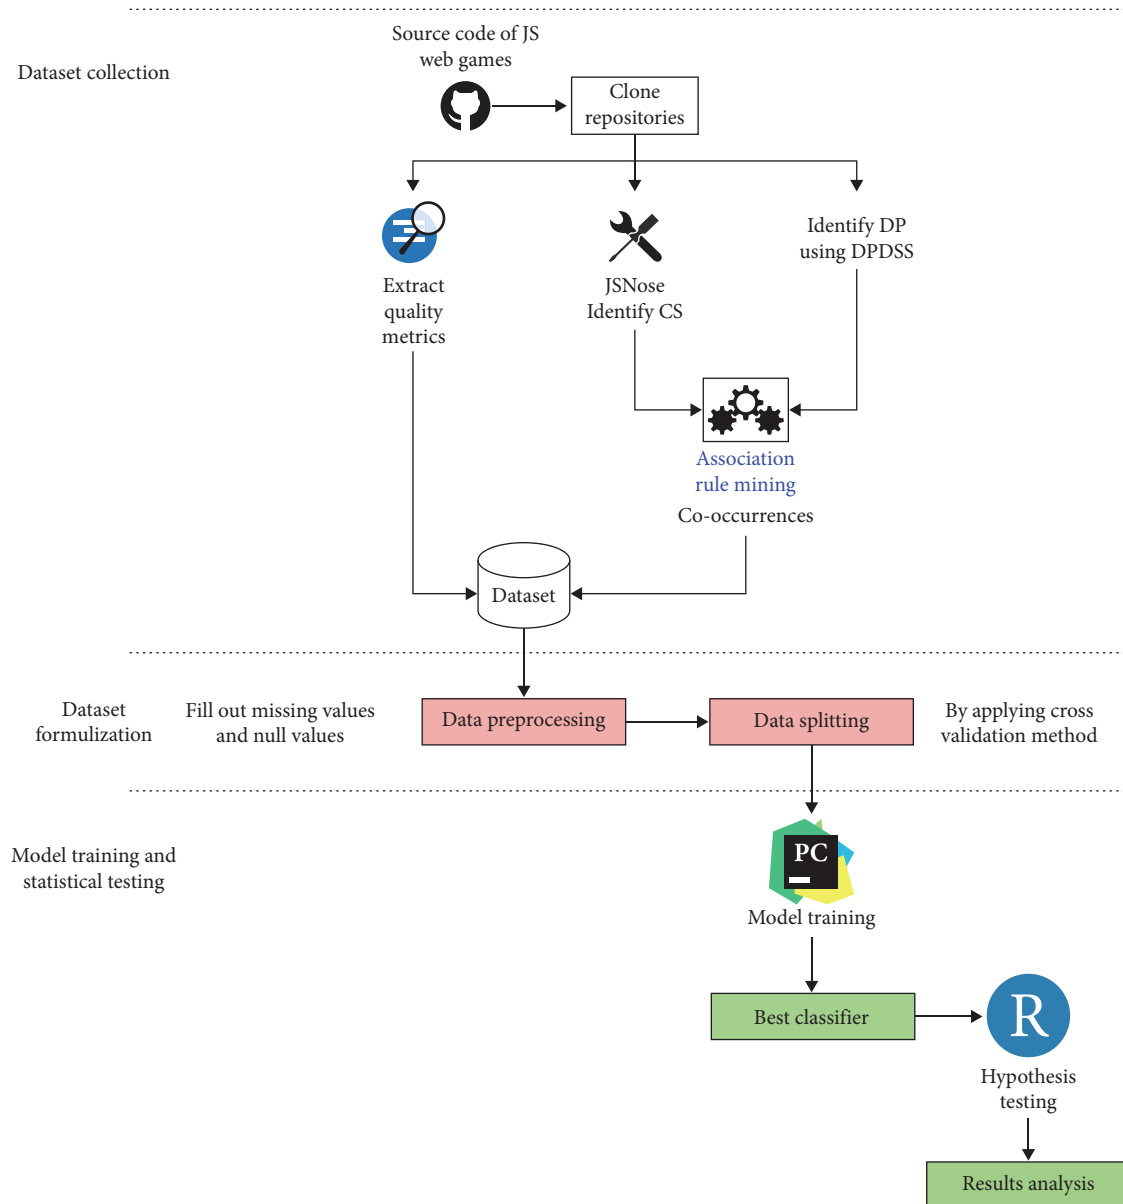 Source code of JS
web games
Dataset collection
Clone
repositories
Identify DP
using DPDSS
Extract
quality
metrics
JSNose
Identify CS
Association
rule mining
Co-occurrences
Dataset
Dataset
formulization
Fill out missing values
and null values
Data preprocessing
Data splitting
By applying cross
validation method
Model training and
statistical testing
PC
Model training
Best classifier
R
Hypothesis
testing
Results analysis